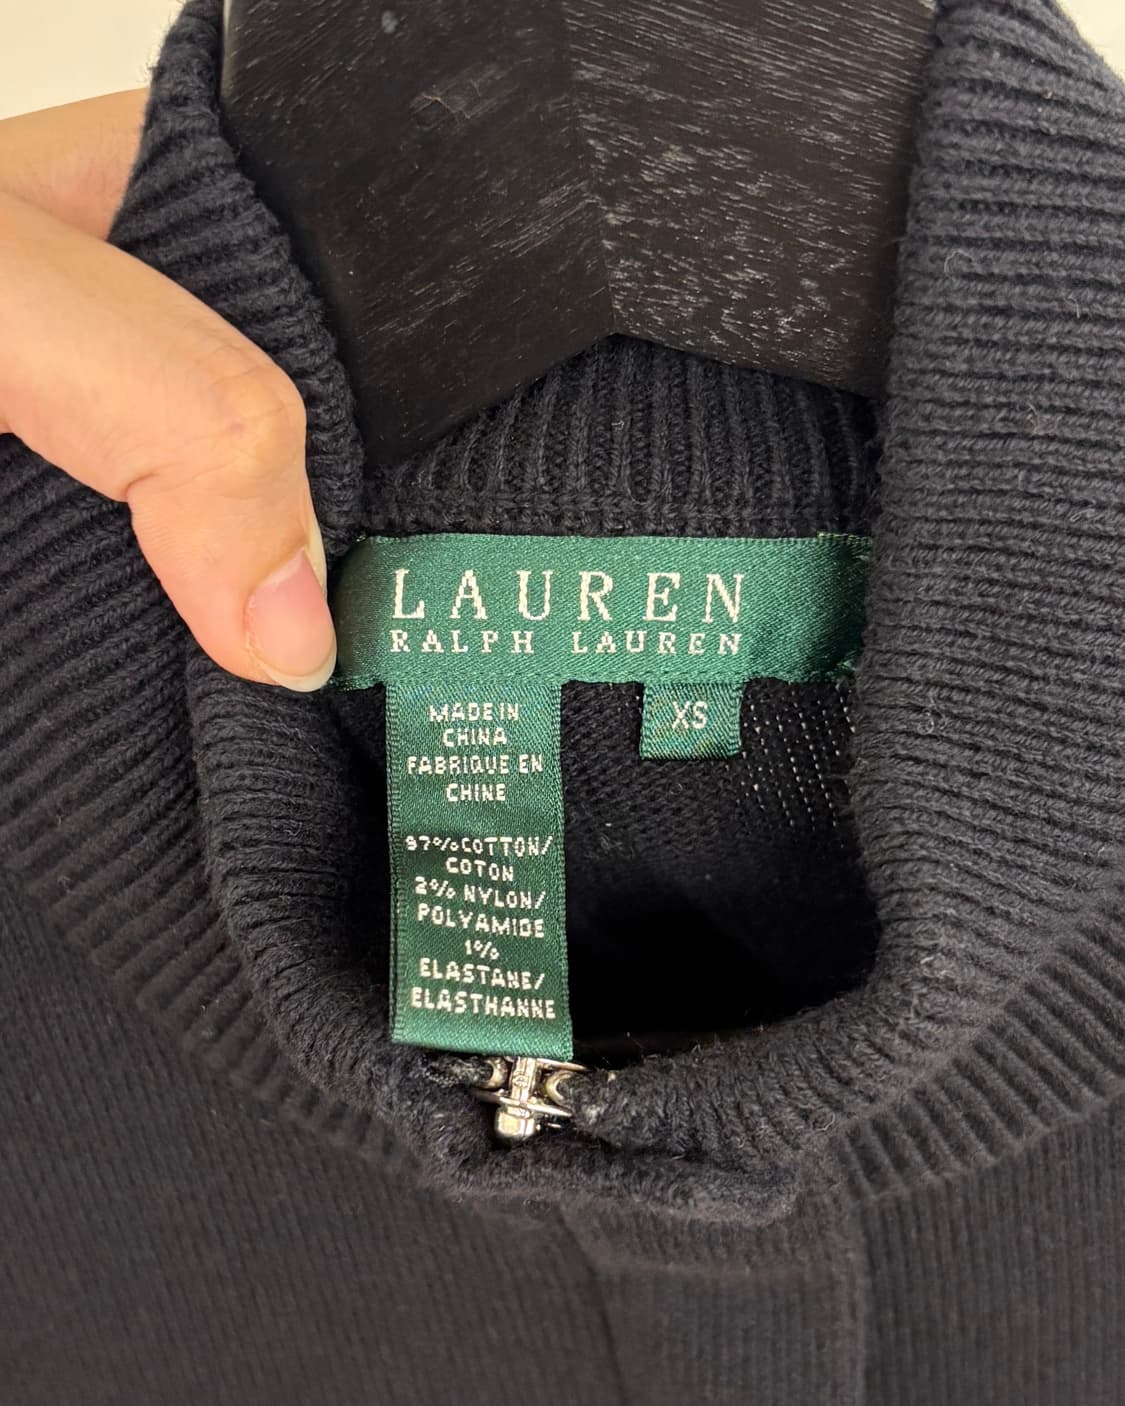 LAUREN
RALPH LAUREN
XS
MADE IN
CHINA
FABRIQUE EN
CHINE
97% COTTON/
COTON
2% NYLON/
POLYAMIDE
1%
ELASTANE/
ELASTHANNE